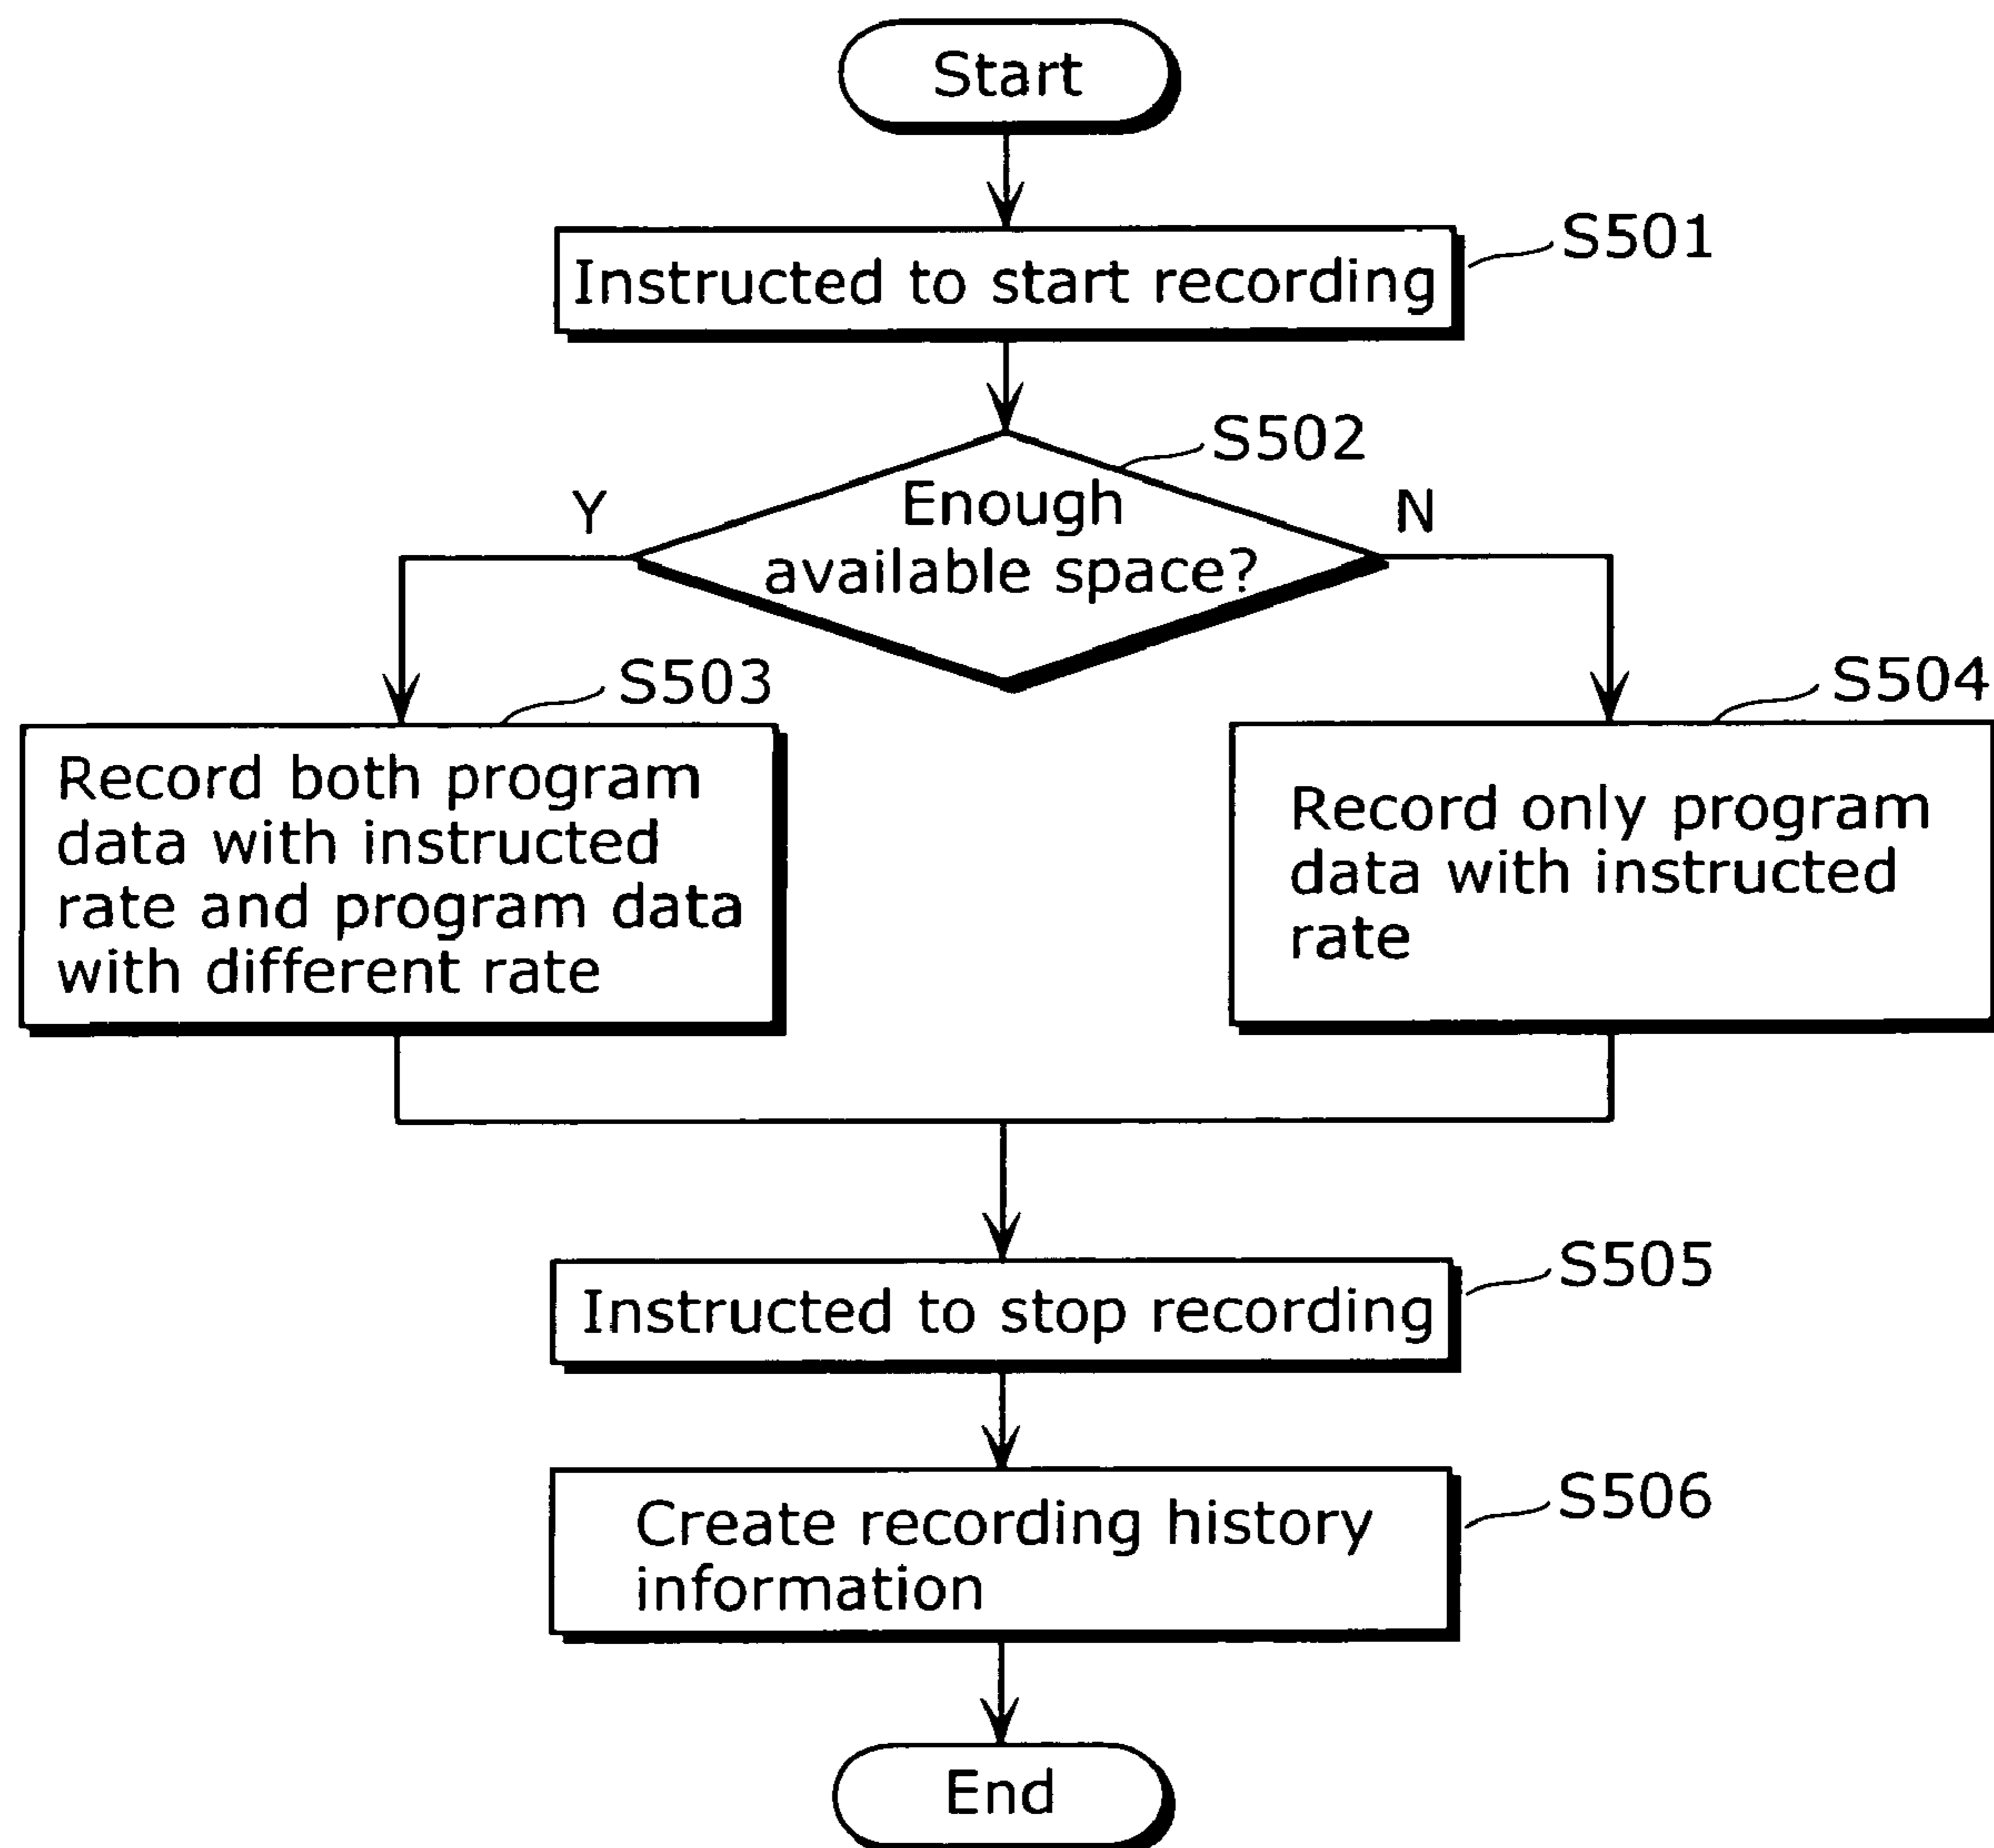 Start
S501
Instructed to start recording
S502
Y
Enough
available space?
N
S503
Record both program
data with instructed
rate and program data
with different rate
S504
Record only program
data with instructed
rate
S505
Instructed to stop recording
S506
Create recording history
information
End